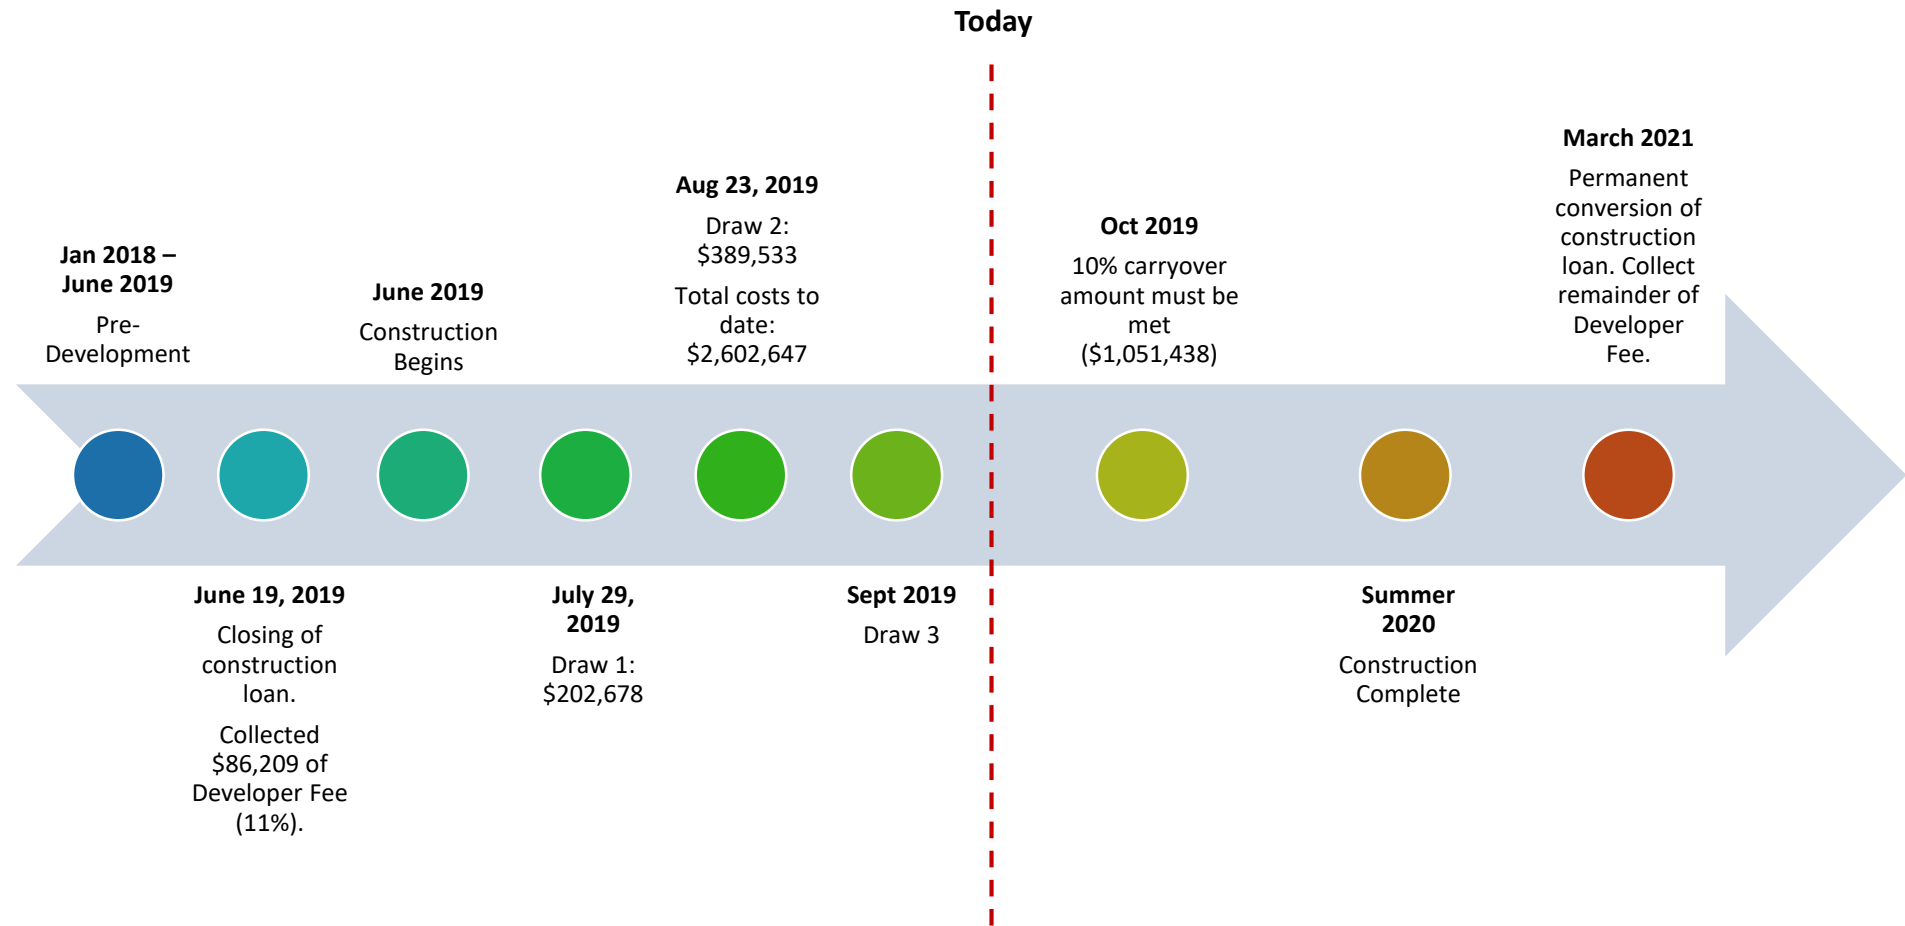 Today
Jan 2018 –
June 2019
Pre-
Development
June 19, 2019
Closing of
construction
loan.
Collected
$86,209 of
Developer Fee
(11%).
June 2019
Construction
Begins
July 29,
2019
Draw 1:
$202,678
Aug 23, 2019
Draw 2:
$389,533
Total costs to
date:
$2,602,647
Sept 2019
Draw 3
Oct 2019
10% carryover
amount must be
met
($1,051,438)
Summer
2020
Construction
Complete
March 2021
Permanent
conversion of
construction
loan. Collect
remainder of
Developer
Fee.